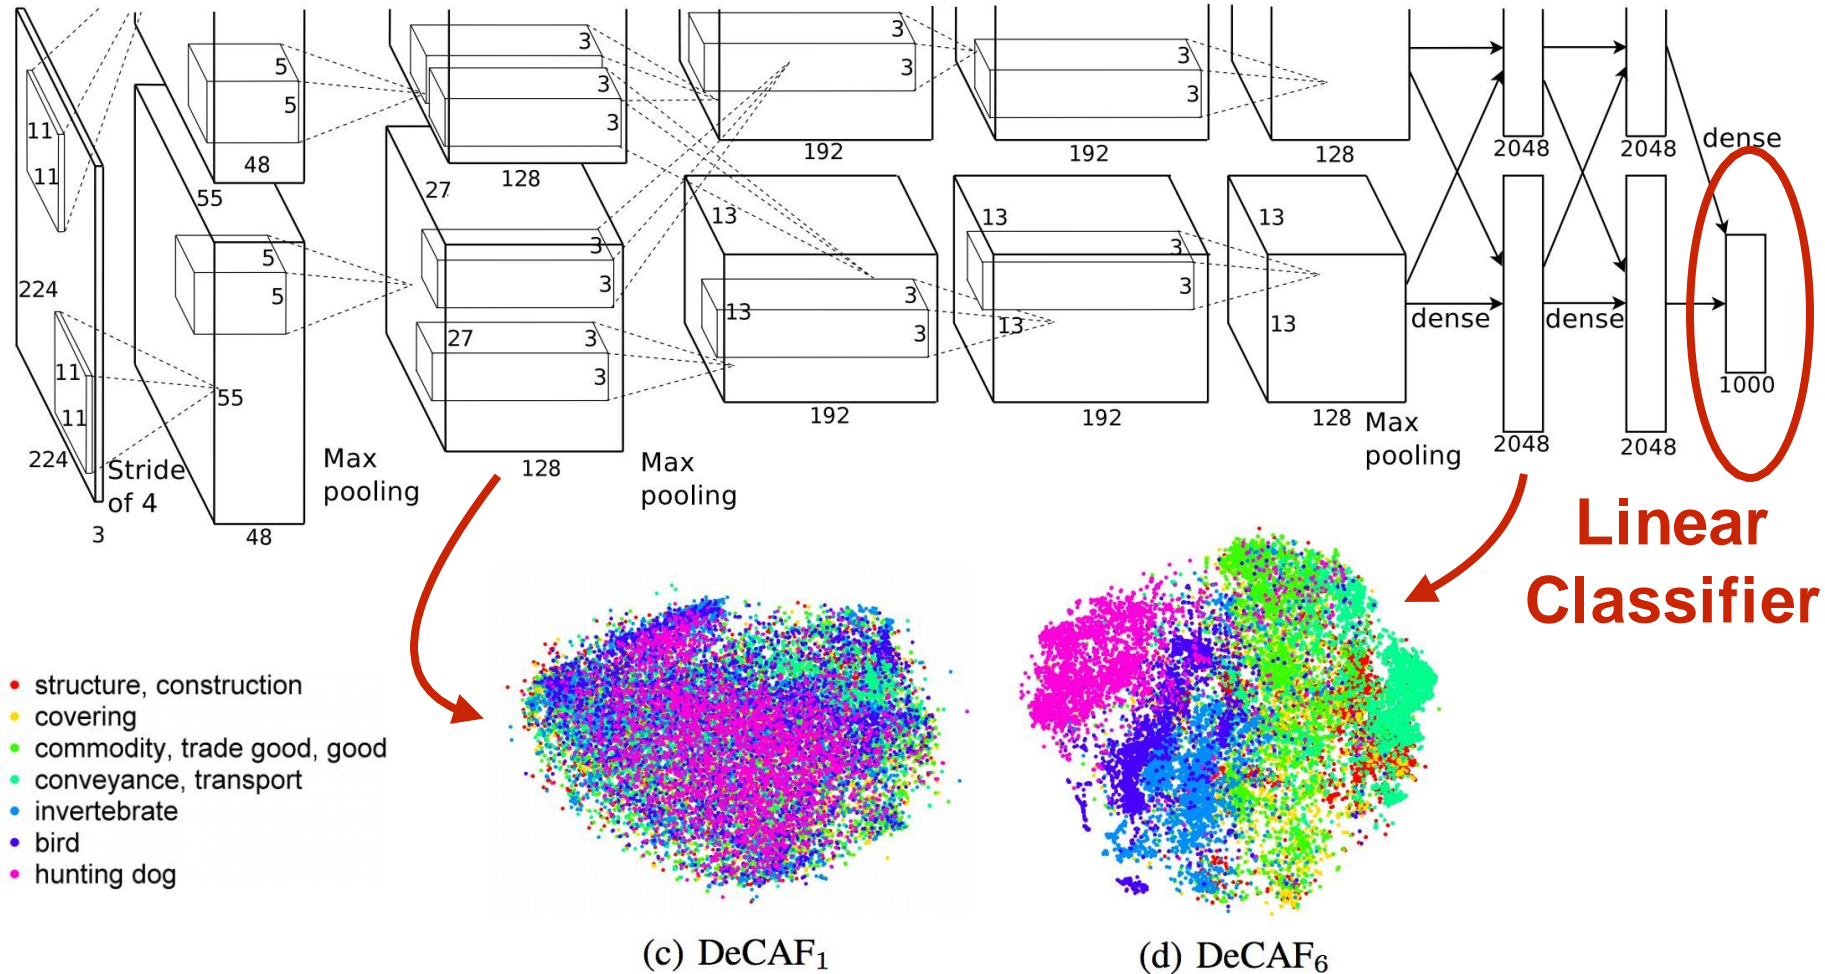 5
5
48
11
11
224
11
11
224
3
Stride
of 4
55
5
5
55
48
Max
pooling
3
3
3
128
27
3
3
27
3
3
128
Max
pooling
3
3
192
13
13
3
3
192
3
3
192
13
3
3
13
192
128
13
13
128
Max
pooling
dense
2048
2048
dense
2048
2048
dense
1000
Linear
Classifier
structure, construction
covering
commodity, trade good, good
conveyance, transport
invertebrate
bird
hunting dog
(c) DeCAF₁
(d) DeCAF₆